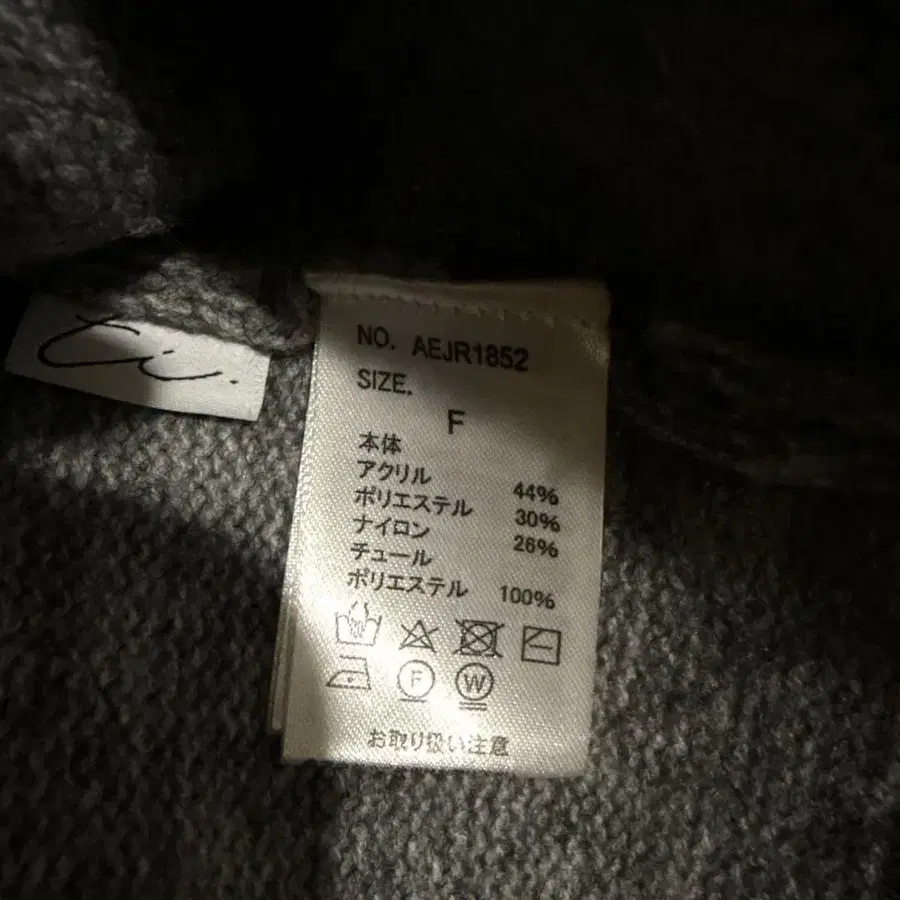 Ci.
NO. AEJR1852
SIZE.
F
本体
アクリル 44%
ポリエステル 30%
ナイロン 26%
チュール
ポリエステル 100%
F W
お取り扱い注意